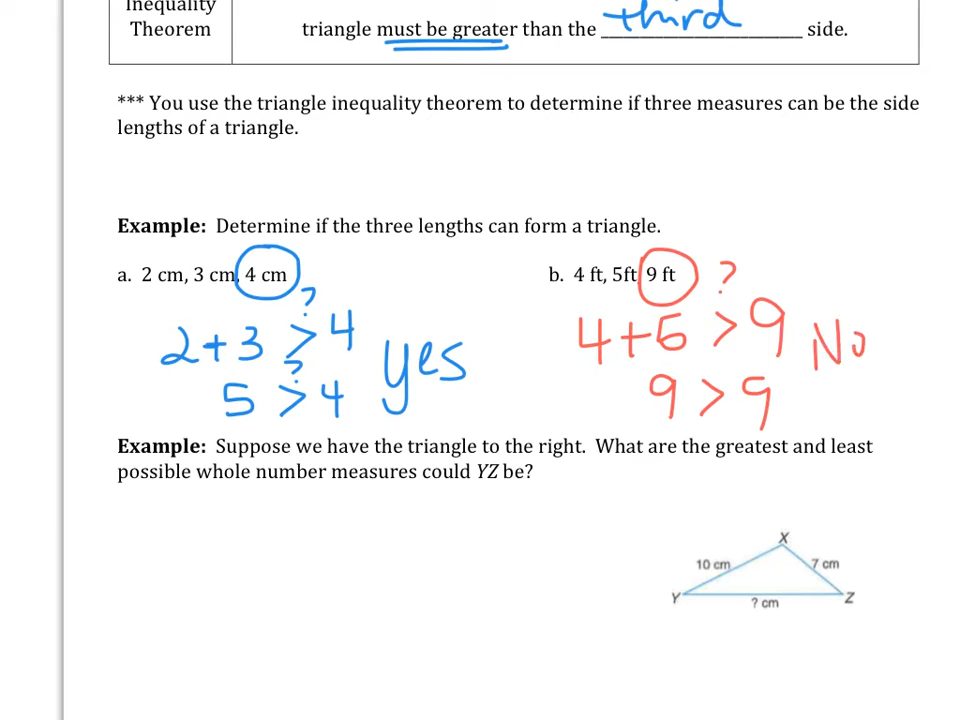 Inequality
Theorem
triangle must be greater than the third side.
*** You use the triangle inequality theorem to determine if three measures can be the side
lengths of a triangle.
Example: Determine if the three lengths can form a triangle.
a. 2 cm, 3 cm, 4 cm
b. 4 ft, 5ft, 9 ft
?
2+3 > 4
?
5 > 4
yes
?
4+5 > 9
9 > 9
No
Example: Suppose we have the triangle to the right. What are the greatest and least
possible whole number measures could YZ be?
X
10 cm
7 cm
Y
? cm
Z